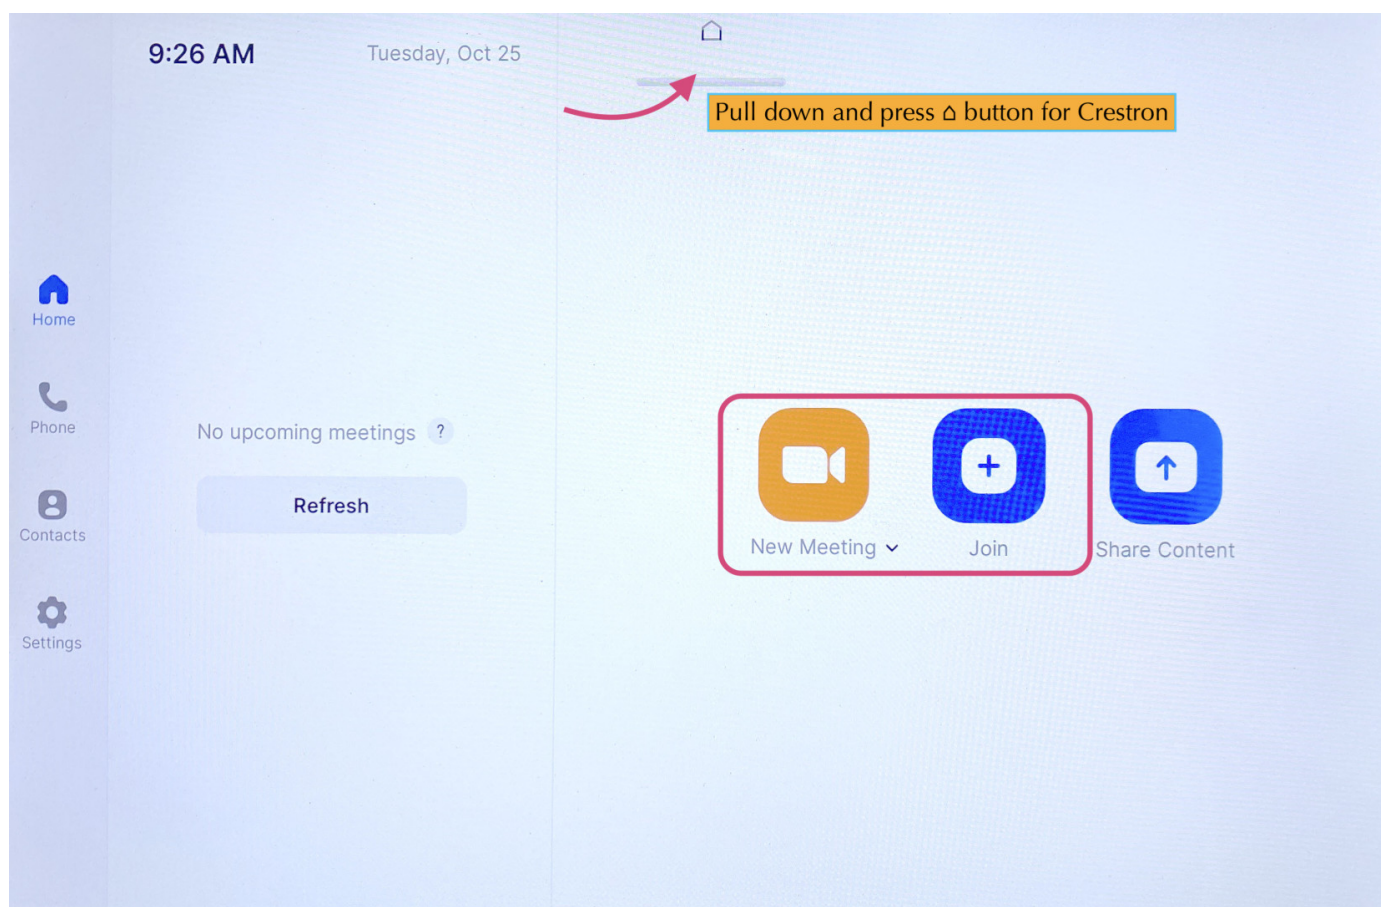 9:26 AM
Tuesday, Oct 25
Pull down and press ⌂ button for Crestron
Home
Phone
Contacts
Settings
No upcoming meetings ?
Refresh
New Meeting
Join
Share Content